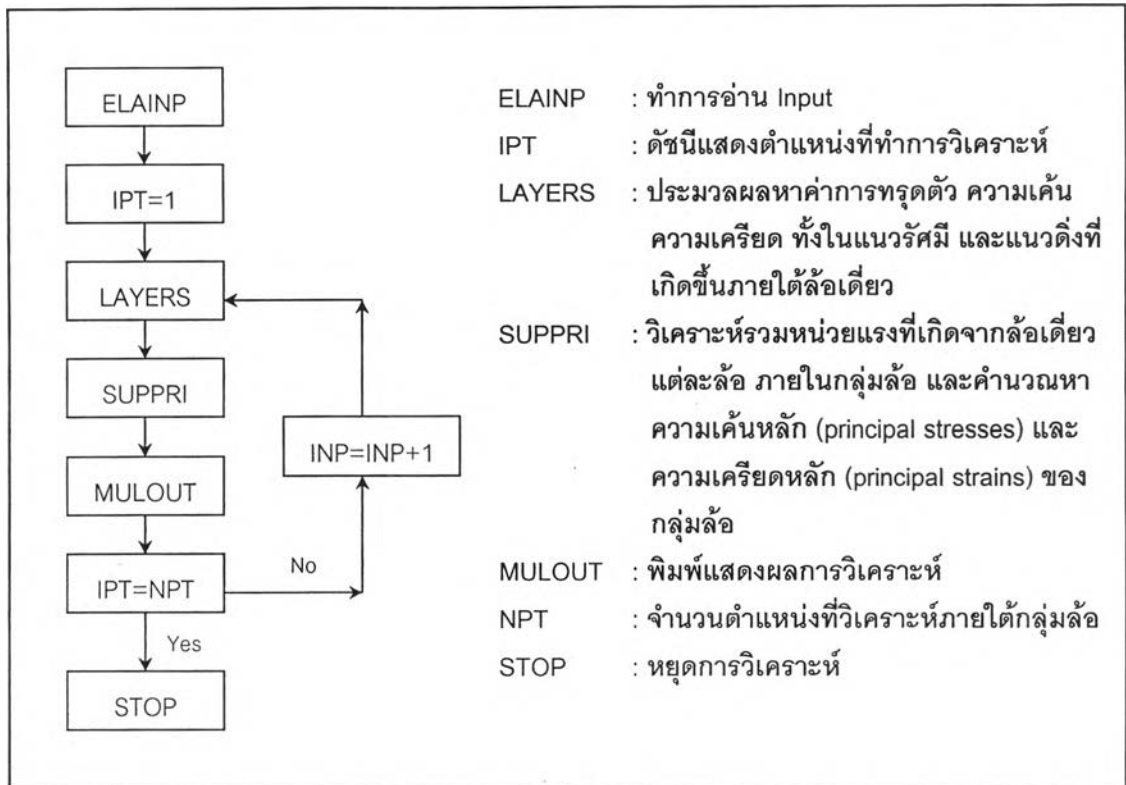 ELAINP
IPT=1
LAYERS
SUPPRI
INP=INP+1
MULOUT
IPT=NPT
No
Yes
STOP
ELAINP : ทำการอ่าน Input
IPT : ดัชนีแสดงตำแหน่งที่ทำการวิเคราะห์
LAYERS : ประมวลผลหาค่าการทรุดตัว ความเค้น
ความเครียด ทั้งในแนวรัศมี และแนวดิ่งที่
เกิดขึ้นภายใต้ล้อเดี่ยว
SUPPRI : วิเคราะห์รวมหน่วยแรงที่เกิดจากล้อเดี่ยว
แต่ละล้อ ภายในกลุ่มล้อ และคำนวณหา
ความเค้นหลัก (principal stresses) และ
ความเครียดหลัก (principal strains) ของ
กลุ่มล้อ
MULOUT : พิมพ์แสดงผลการวิเคราะห์
NPT : จำนวนตำแหน่งที่วิเคราะห์ภายใต้กลุ่มล้อ
STOP : หยุดการวิเคราะห์